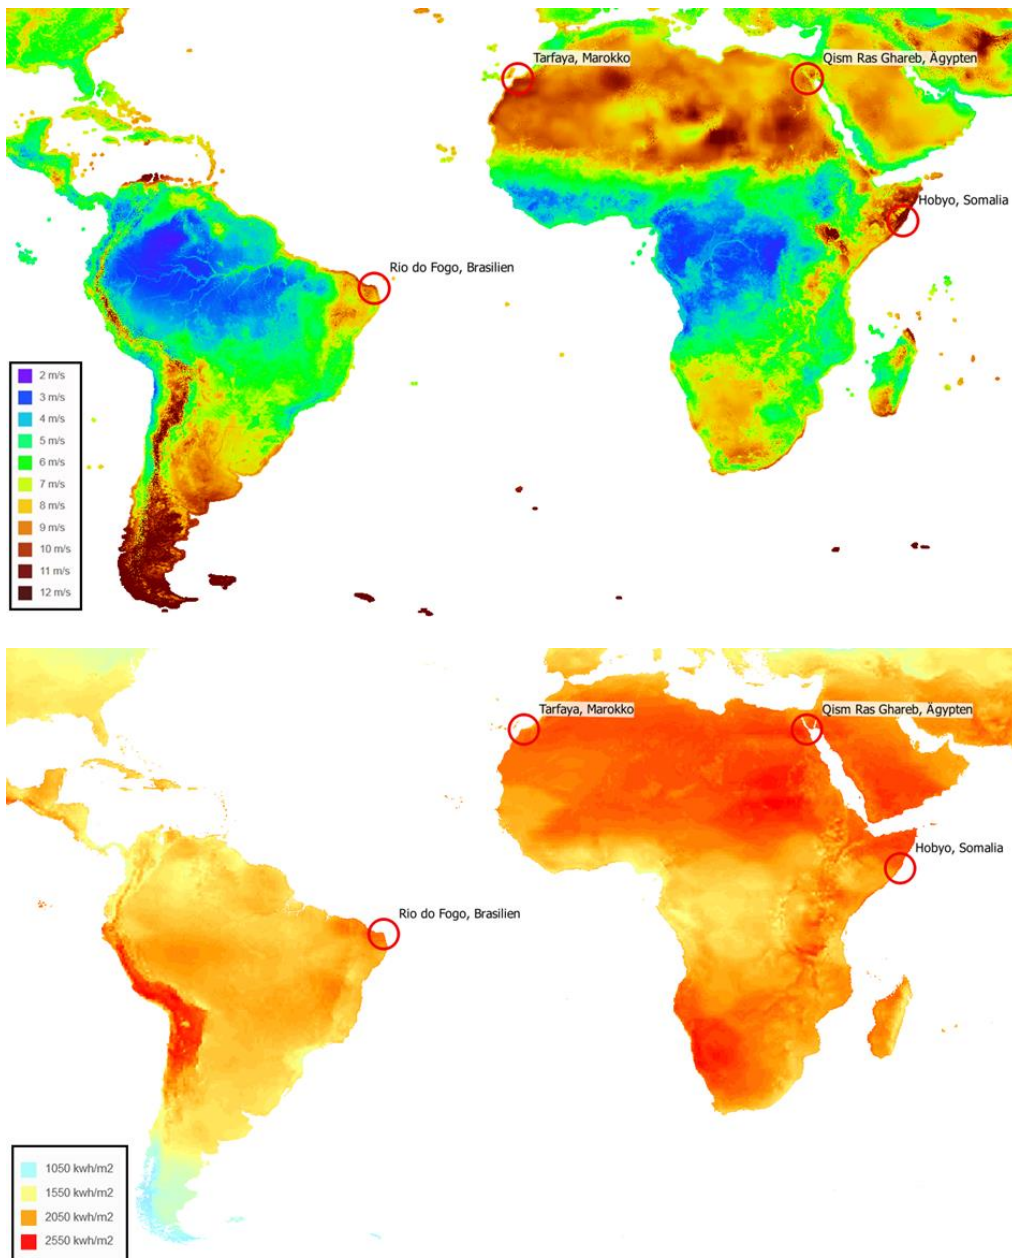 Tarfaya, Marokko
Qism Ras Ghareb, Ägypten
Hobyo, Somalia
Rio do Fogo, Brasilien
2 m/s
3 m/s
4 m/s
5 m/s
6 m/s
7 m/s
8 m/s
9 m/s
10 m/s
11 m/s
12 m/s
Tarfaya, Marokko
Qism Ras Ghareb, Ägypten
Hobyo, Somalia
Rio do Fogo, Brasilien
1050 kwh/m2
1550 kwh/m2
2050 kwh/m2
2550 kwh/m2